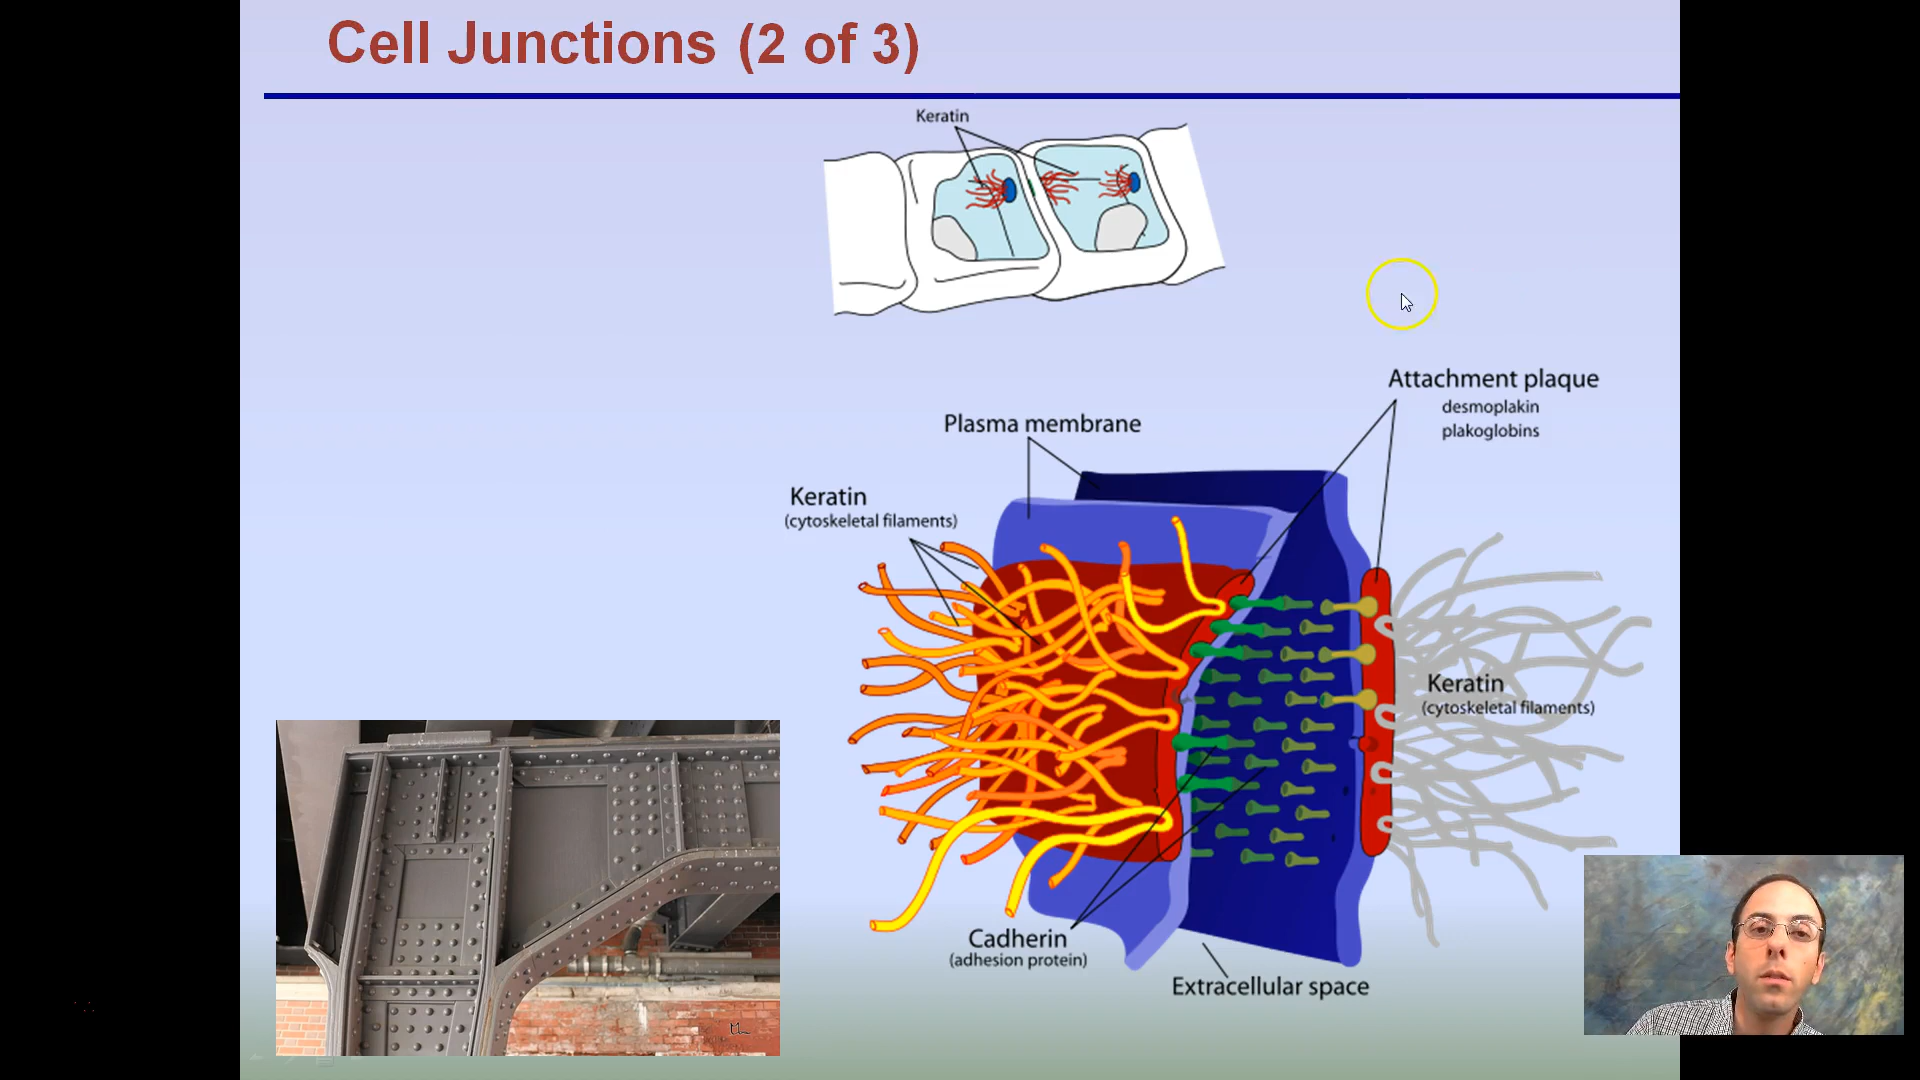 Cell Junctions (2 of 3)
Keratin
Attachment plaque
desmoplakin
plakoglobins
Plasma membrane
Keratin
(cytoskeletal filaments)
Keratin
(cytoskeletal filaments)
Cadherin
(adhesion protein)
Extracellular space